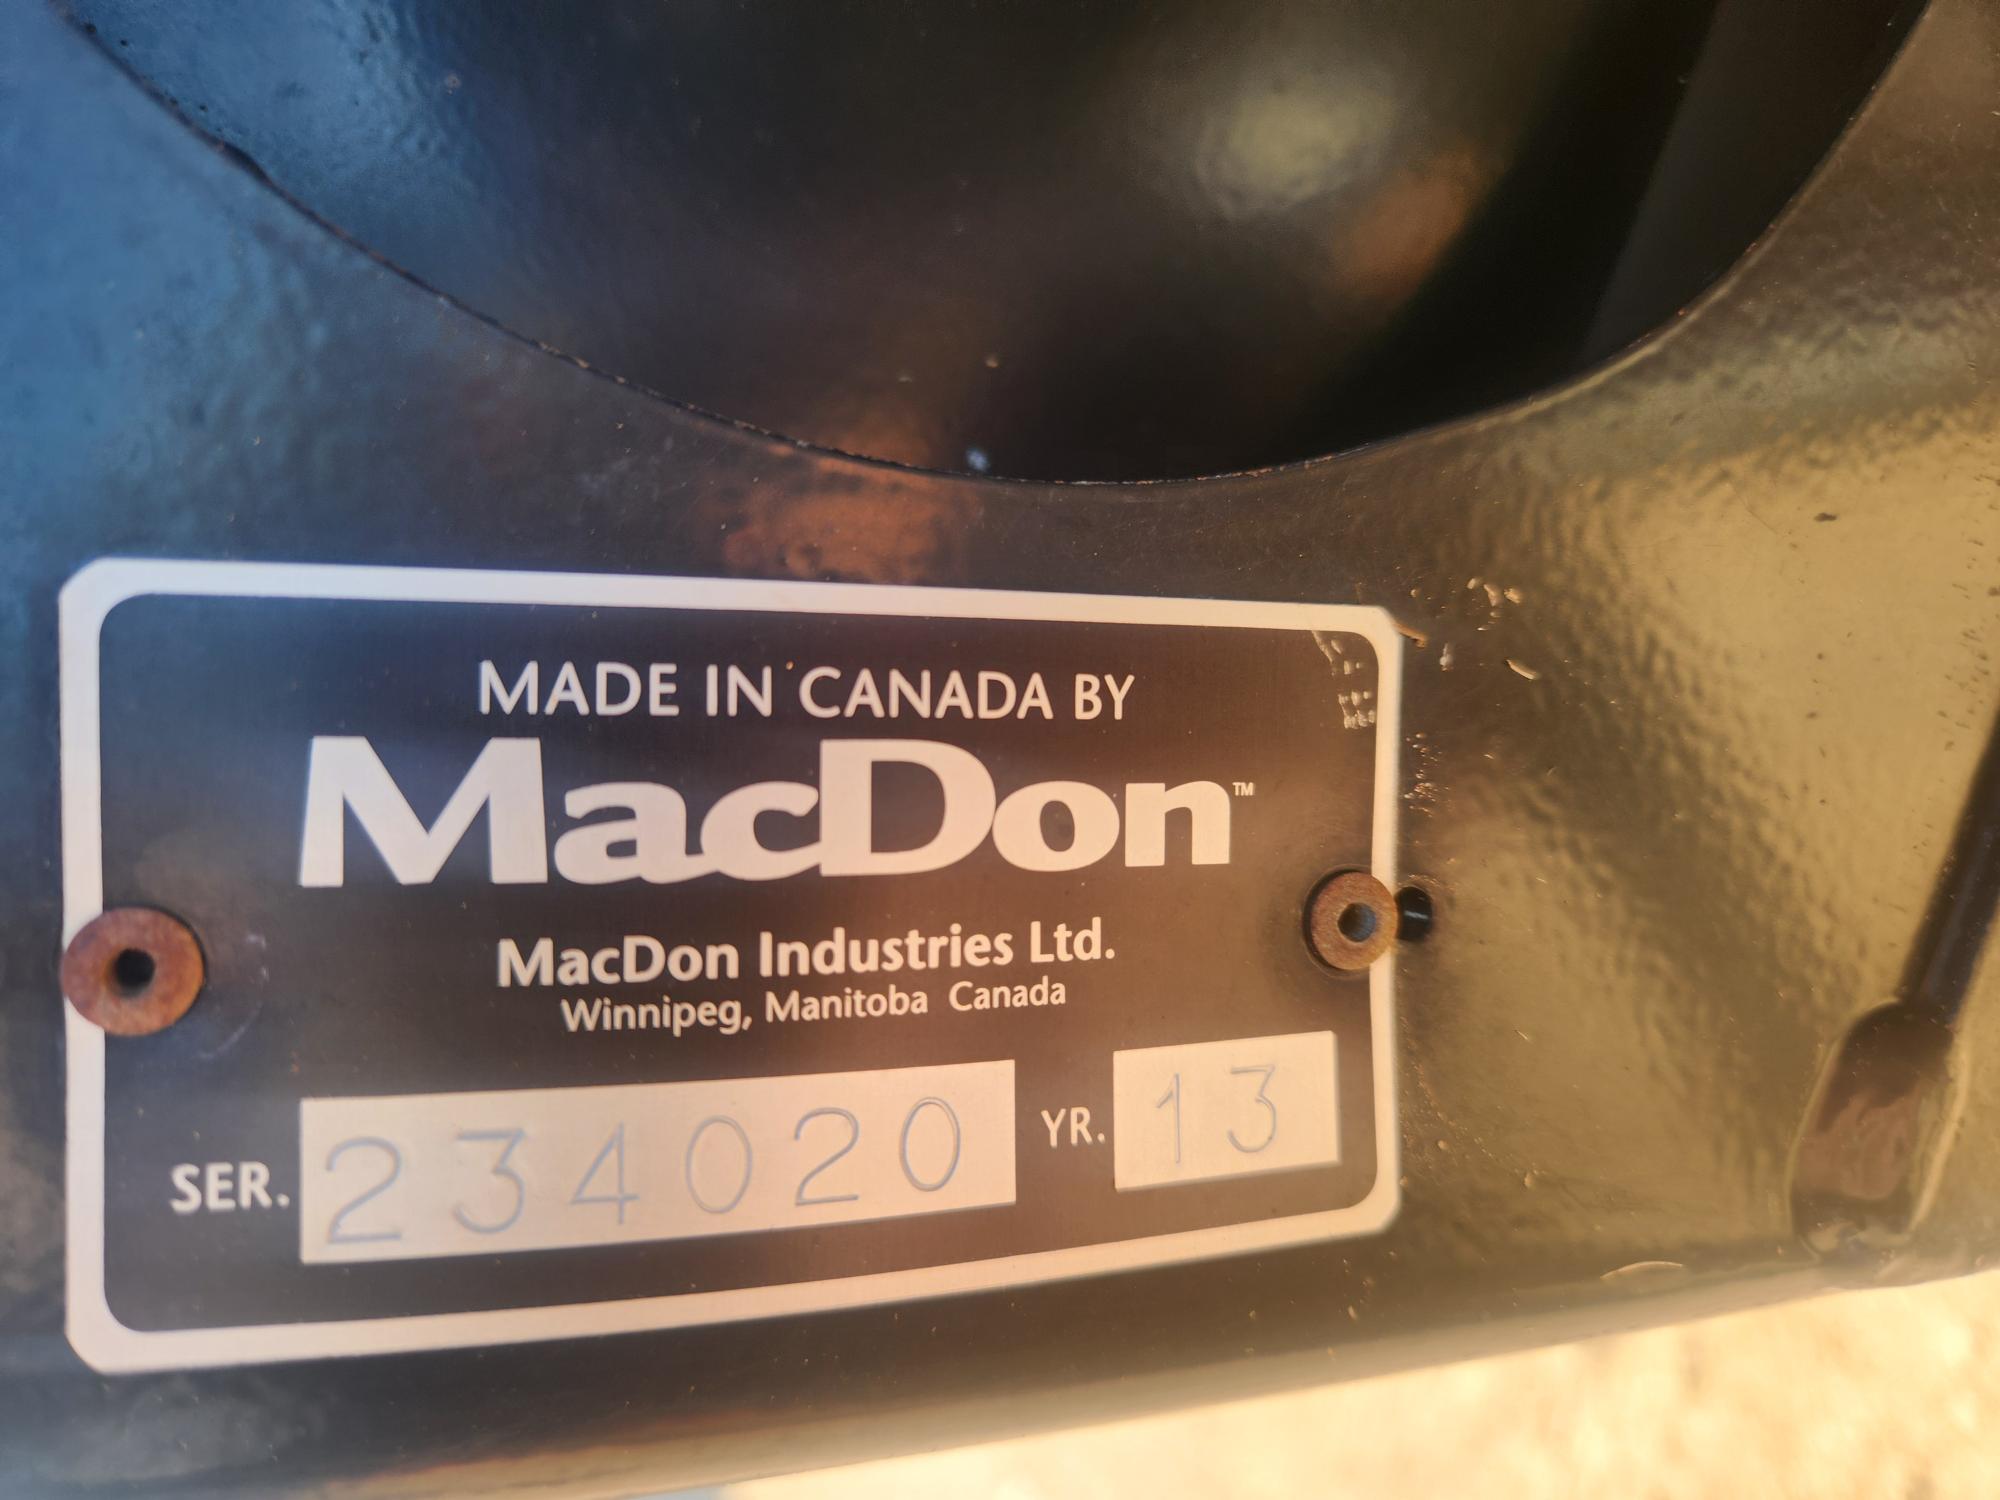 MADE IN CANADA BY
MacDon™
MacDon Industries Ltd.
Winnipeg, Manitoba Canada
SER. 234020 YR. 13